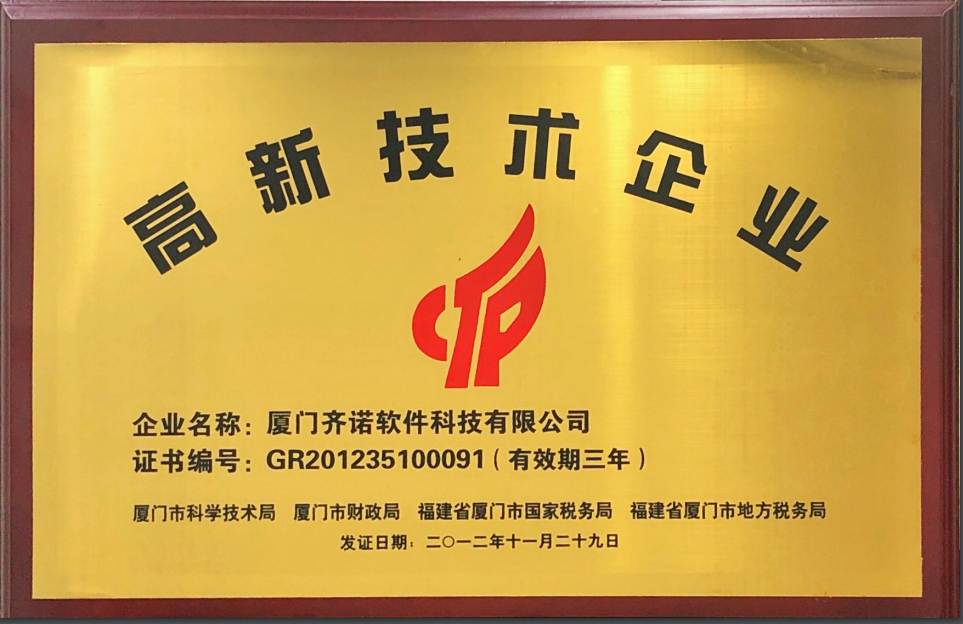 高新技术企业
CTP
企业名称：厦门齐诺软件科技有限公司
证书编号：GR201235100091（有效期三年）
厦门市科学技术局 厦门市财政局 福建省厦门市国家税务局 福建省厦门市地方税务局
发证日期：二〇一二年十一月二十九日